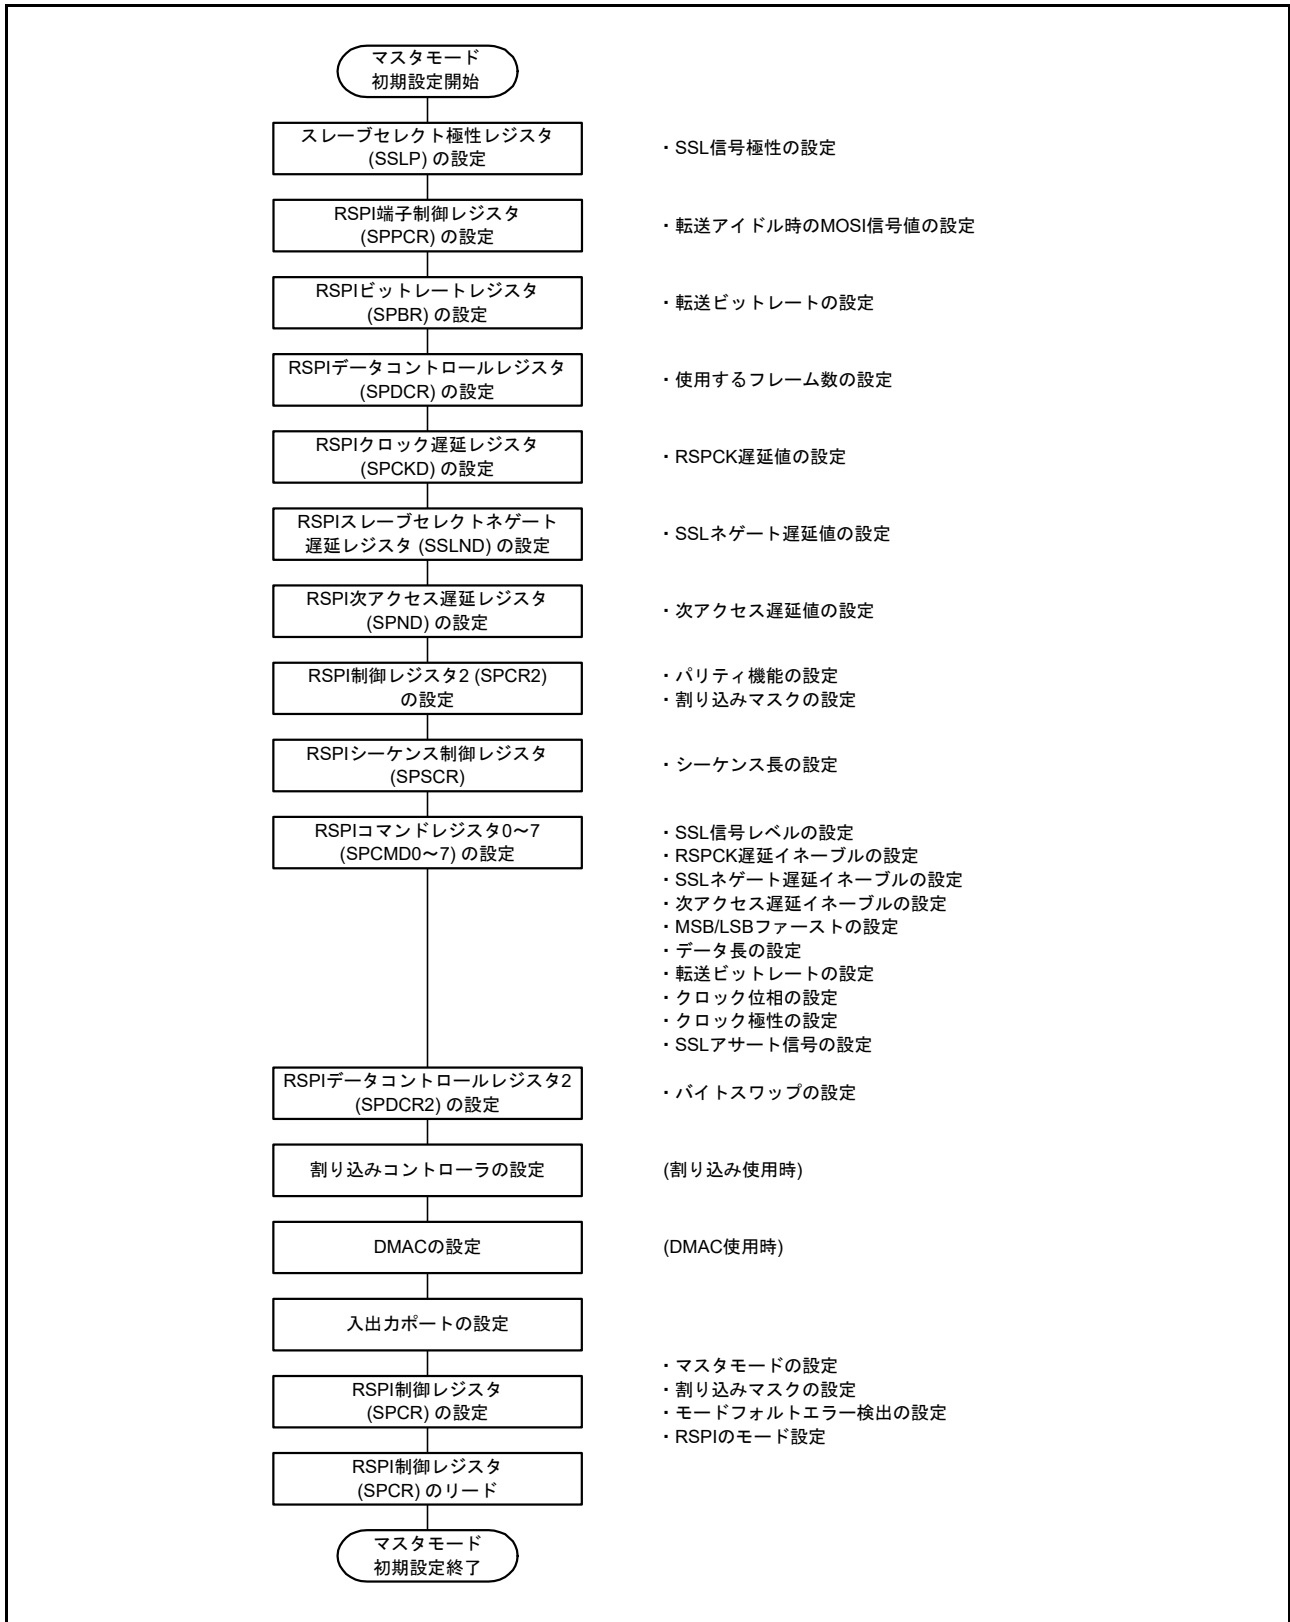 マスタモード
初期設定開始
スレーブセレクト極性レジスタ
(SSLP) の設定
・SSL信号極性の設定
RSPI端子制御レジスタ
(SPPCR) の設定
・転送アイドル時のMOSI信号値の設定
RSPIビットレートレジスタ
(SPBR) の設定
・転送ビットレートの設定
RSPIデータコントロールレジスタ
(SPDCR) の設定
・使用するフレーム数の設定
RSPIクロック遅延レジスタ
(SPCKD) の設定
・RSPCK遅延値の設定
RSPIスレーブセレクトネゲート
遅延レジスタ (SSLND) の設定
・SSLネゲート遅延値の設定
RSPI次アクセス遅延レジスタ
(SPND) の設定
・次アクセス遅延値の設定
RSPI制御レジスタ2 (SPCR2)
の設定
・パリティ機能の設定
・割り込みマスクの設定
RSPIシーケンス制御レジスタ
(SPSCR)
・シーケンス長の設定
RSPIコマンドレジスタ0～7
(SPCMD0～7) の設定
・SSL信号レベルの設定
・RSPCK遅延イネーブルの設定
・SSLネゲート遅延イネーブルの設定
・次アクセス遅延イネーブルの設定
・MSB/LSBファーストの設定
・データ長の設定
・転送ビットレートの設定
・クロック位相の設定
・クロック極性の設定
・SSLアサート信号の設定
RSPIデータコントロールレジスタ2
(SPDCR2) の設定
・バイトスワップの設定
割り込みコントローラの設定
(割り込み使用時)
DMACの設定
(DMAC使用時)
入出力ポートの設定
RSPI制御レジスタ
(SPCR) の設定
・マスタモードの設定
・割り込みマスクの設定
・モードフォルトエラー検出の設定
・RSPIのモード設定
RSPI制御レジスタ
(SPCR) のリード
マスタモード
初期設定終了